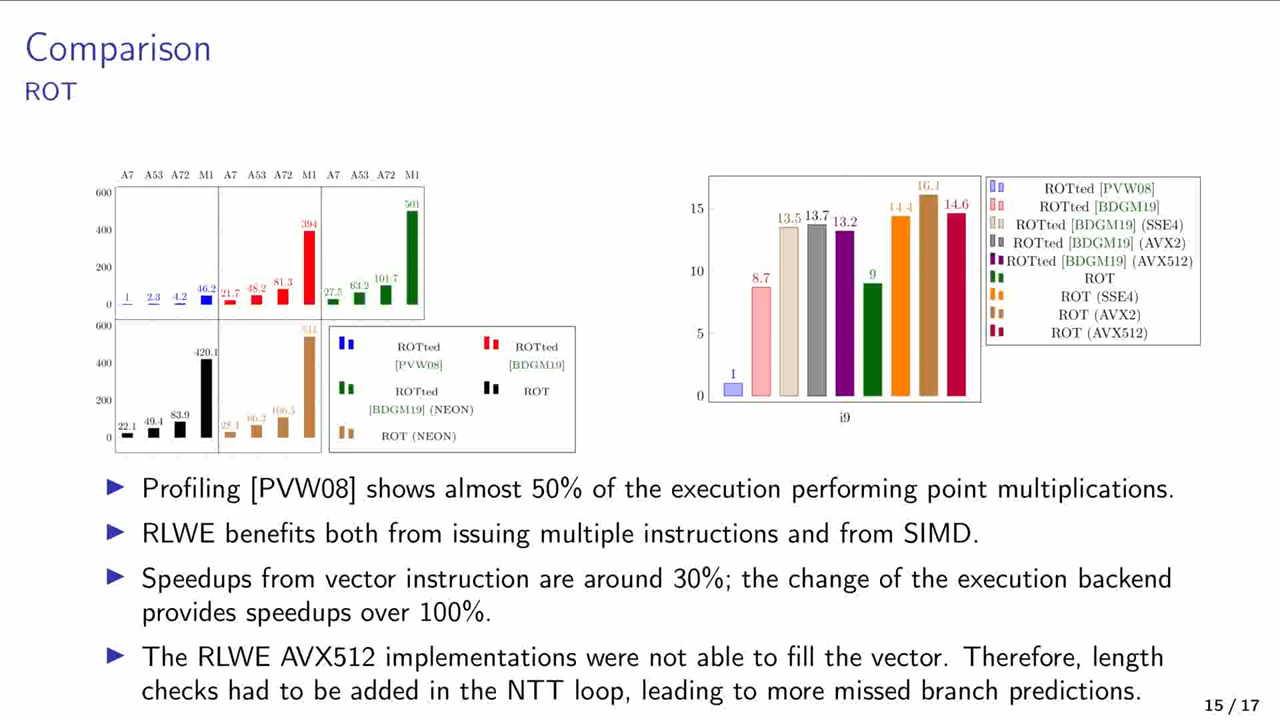 Comparison
ROT
A7 A53 A72 M1 A7 A53 A72 M1 A7 A53 A72 M1
600
400
200
0
1 2.3 4.2 46.2
21.7 48.2 81.3 394
27.5 63.2 101.7 501
600
400
200
0
22.1 49.4 83.9 420.1
66.2
ROTted [PVW08]
ROTted [BDGM19]
ROTted [BDGM19] (NEON)
ROT
ROT (NEON)
15
10
5
0
1 8.7 13.5 13.7 13.2 9 14.4 16.1 14.6
i9
ROTted [PVW08]
ROTted [BDGM19]
ROTted [BDGM19] (SSE4)
ROTted [BDGM19] (AVX2)
ROTted [BDGM19] (AVX512)
ROT
ROT (SSE4)
ROT (AVX2)
ROT (AVX512)
▶ Profiling [PVW08] shows almost 50% of the execution performing point multiplications.
▶ RLWE benefits both from issuing multiple instructions and from SIMD.
▶ Speedups from vector instruction are around 30%; the change of the execution backend
provides speedups over 100%.
▶ The RLWE AVX512 implementations were not able to fill the vector. Therefore, length
checks had to be added in the NTT loop, leading to more missed branch predictions.
15 / 17